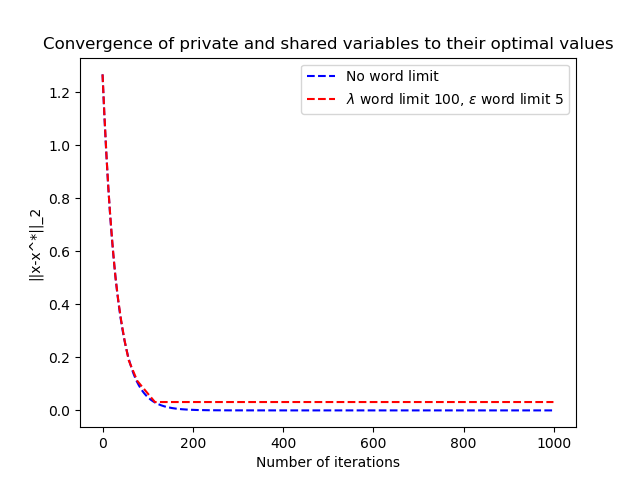 Convergence of private and shared variables to their optimal values
No word limit
λ word limit 100, ε word limit 5
||x-x^*||_2
1.2
1.0
0.8
0.6
0.4
0.2
0.0
0 200 400 600 800 1000
Number of iterations